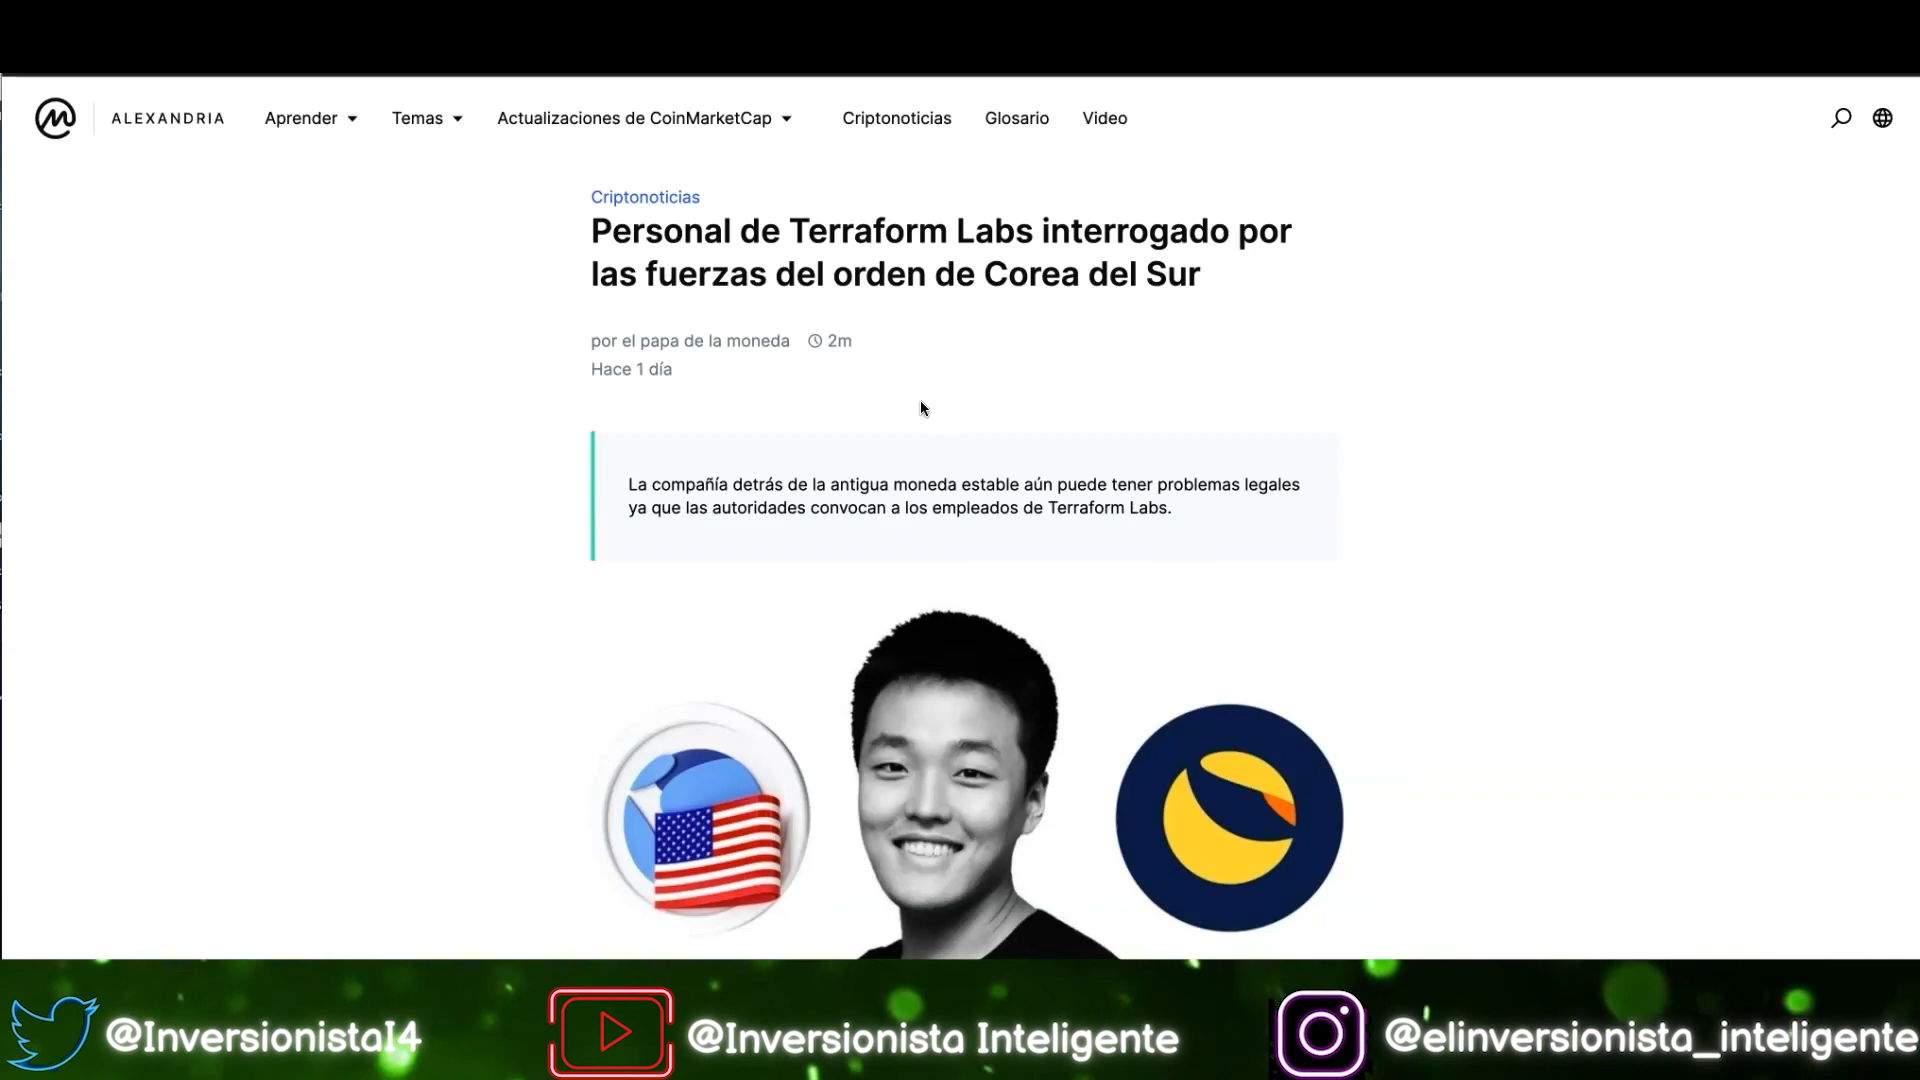 ALEXANDRIA Aprender Temas Actualizaciones de CoinMarketCap Criptonoticias Glosario Video
Criptonoticias
Personal de Terraform Labs interrogado por
las fuerzas del orden de Corea del Sur
por el papa de la moneda 2m
Hace 1 día
La compañía detrás de la antigua moneda estable aún puede tener problemas legales
ya que las autoridades convocan a los empleados de Terraform Labs.
@InversionistaI4 @Inversionista Inteligente @elinversionista_inteligente